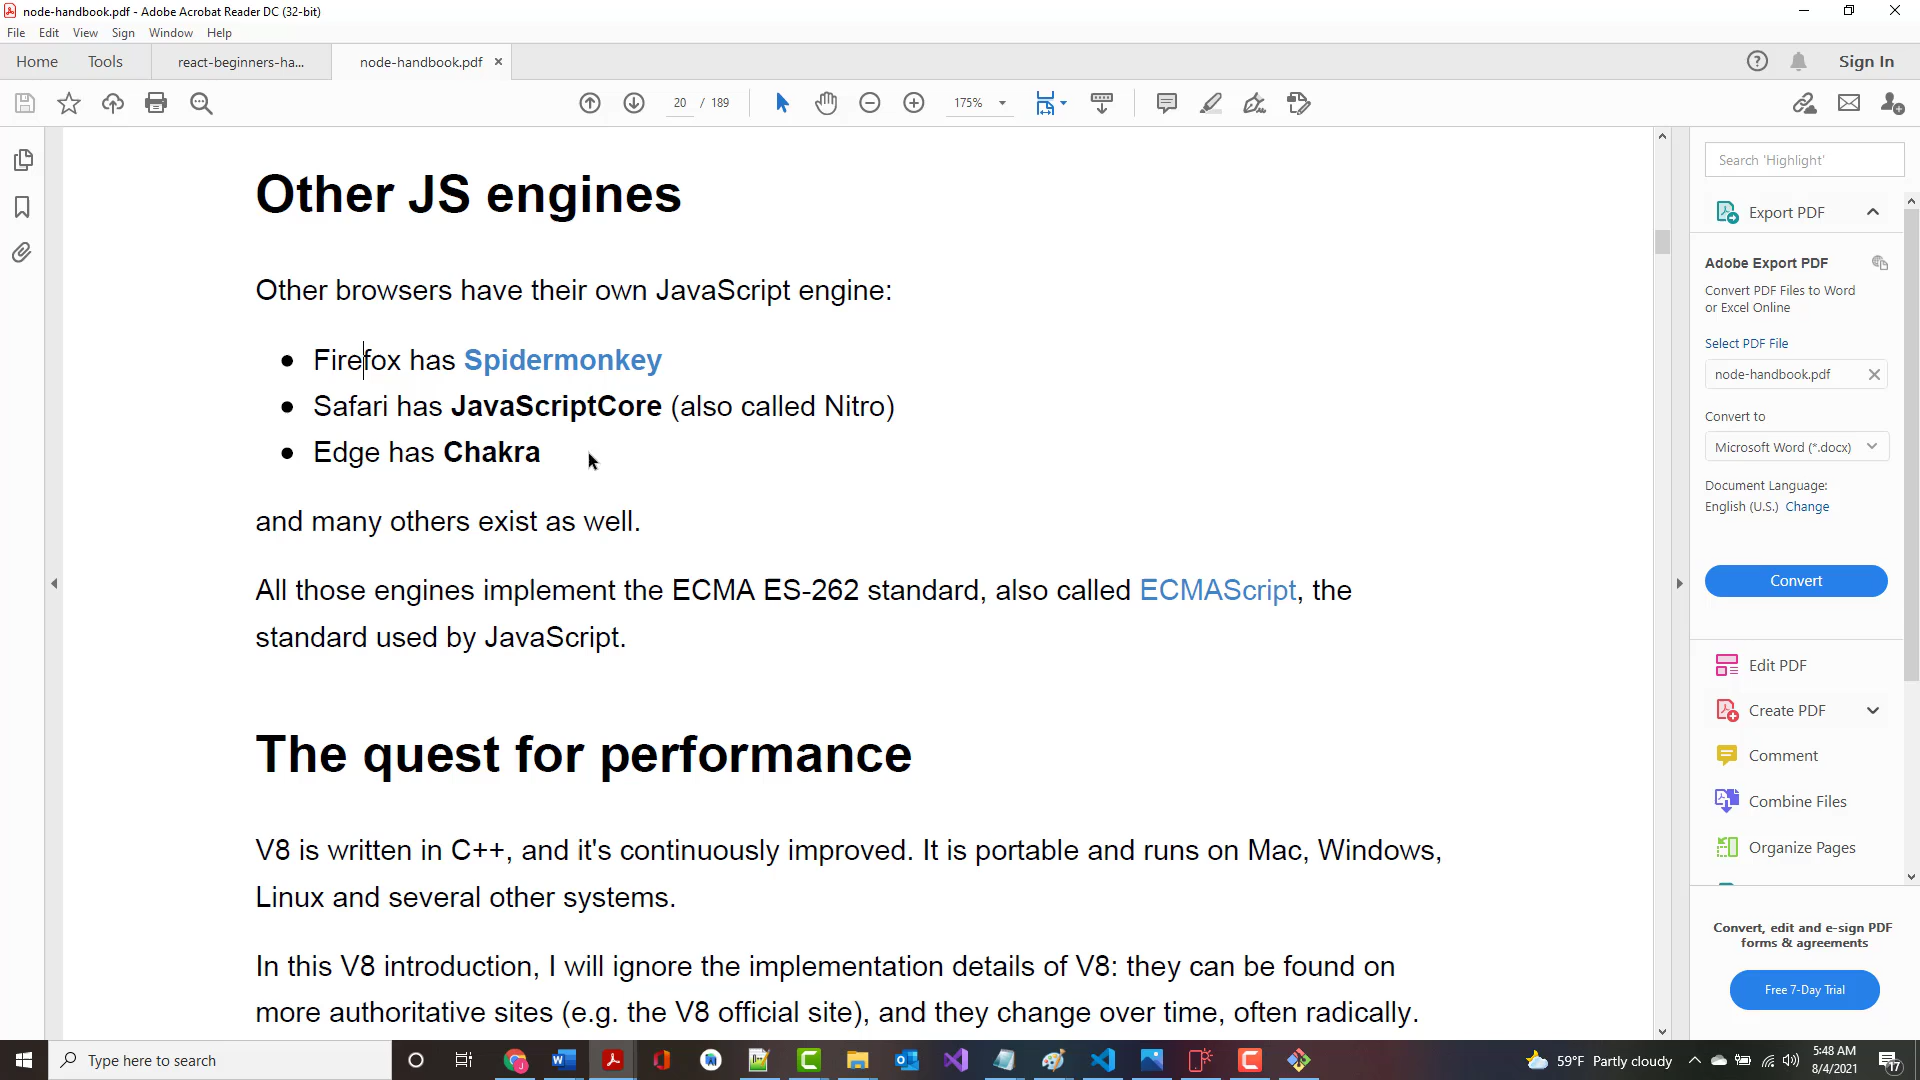 node-handbook.pdf - Adobe Acrobat Reader DC (32-bit)
File Edit View Sign Window Help
Home Tools react-beginners-ha... node-handbook.pdf × Sign In
20 / 189 175%
Other JS engines
Other browsers have their own JavaScript engine:
• Firefox has Spidermonkey
• Safari has JavaScriptCore (also called Nitro)
• Edge has Chakra
and many others exist as well.
All those engines implement the ECMA ES-262 standard, also called ECMAScript, the
standard used by JavaScript.
The quest for performance
V8 is written in C++, and it's continuously improved. It is portable and runs on Mac, Windows,
Linux and several other systems.
In this V8 introduction, I will ignore the implementation details of V8: they can be found on
more authoritative sites (e.g. the V8 official site), and they change over time, often radically.
Search 'Highlight'
Export PDF
Adobe Export PDF
Convert PDF Files to Word
or Excel Online
Select PDF File
node-handbook.pdf
Convert to
Microsoft Word (*.docx)
Document Language:
English (U.S.) Change
Convert
Edit PDF
Create PDF
Comment
Combine Files
Organize Pages
Convert, edit and e-sign PDF
forms & agreements
Free 7-Day Trial
Type here to search
59°F Partly cloudy
5:48 AM
8/4/2021
17